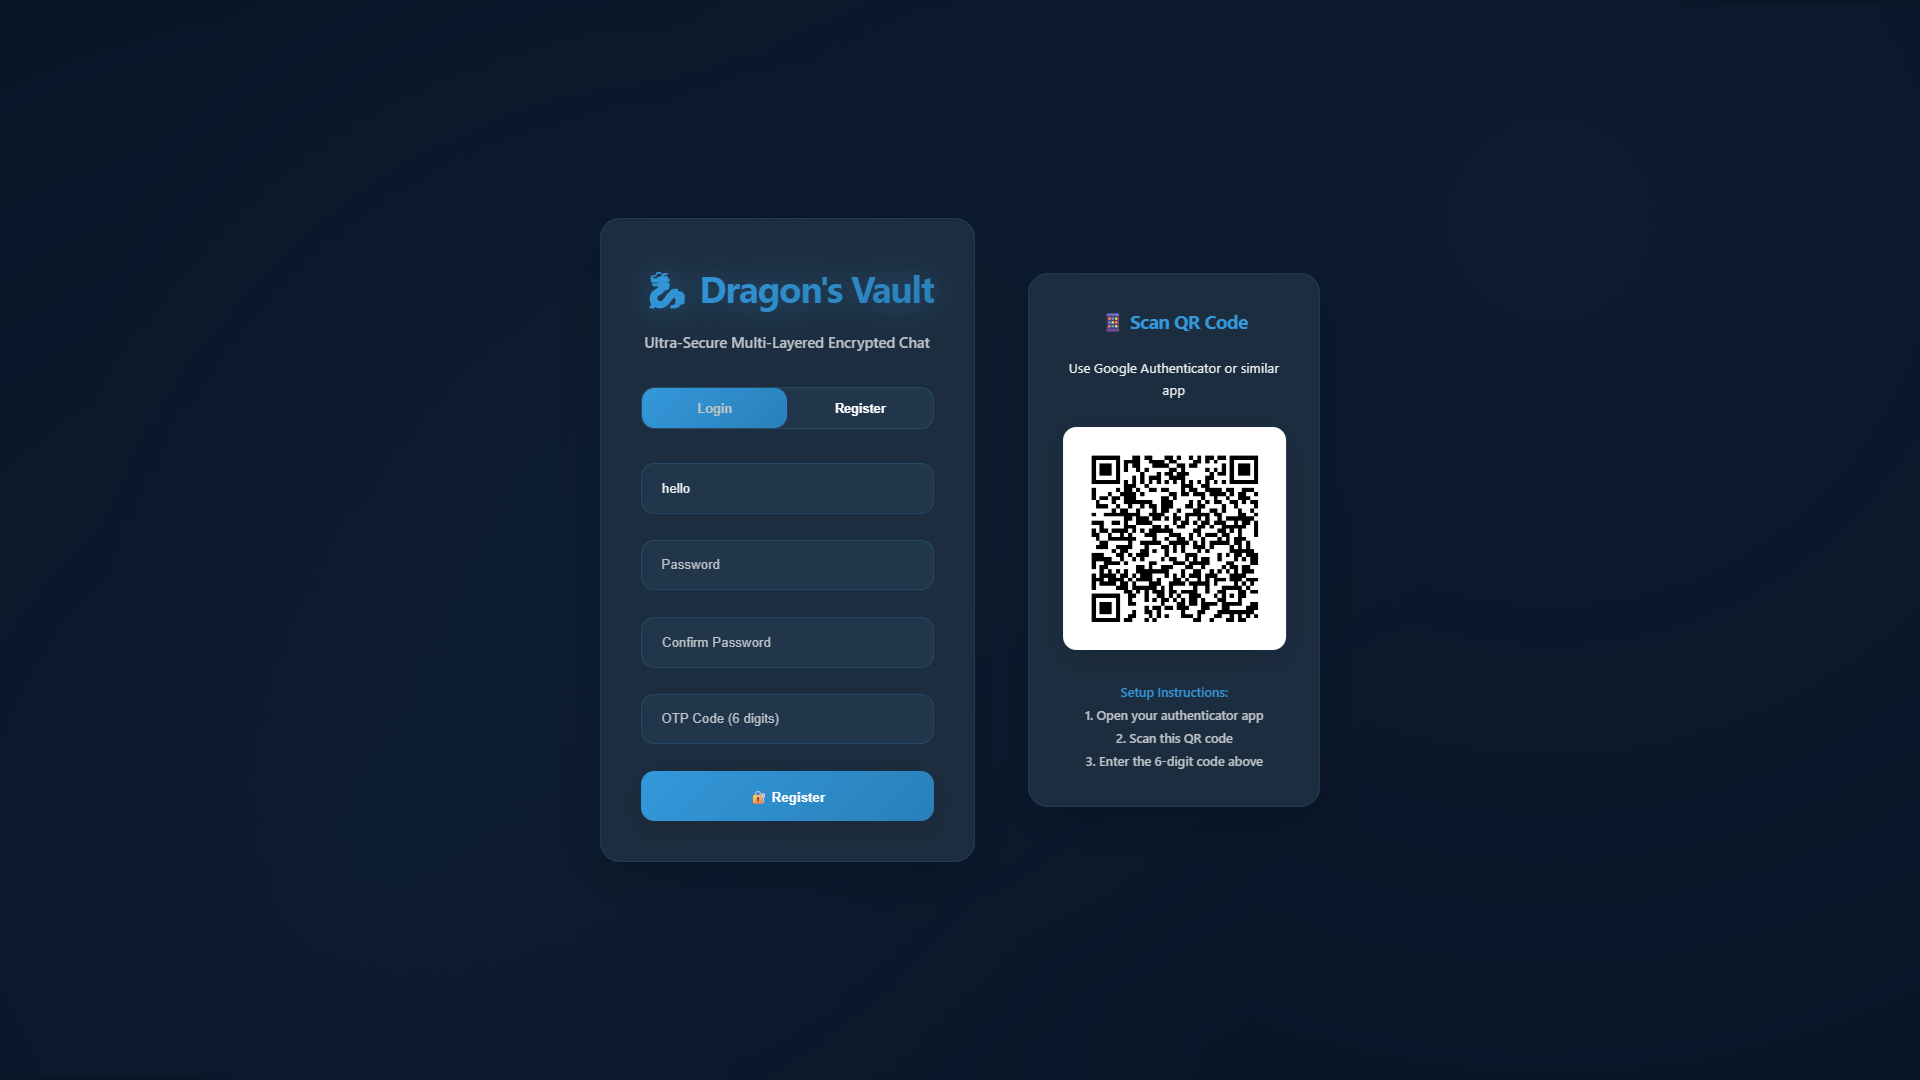 Dragon's Vault
Ultra-Secure Multi-Layered Encrypted Chat
Login Register
hello
Password
Confirm Password
OTP Code (6 digits)
Register
Scan QR Code
Use Google Authenticator or similar
app
Setup Instructions:
1. Open your authenticator app
2. Scan this QR code
3. Enter the 6-digit code above